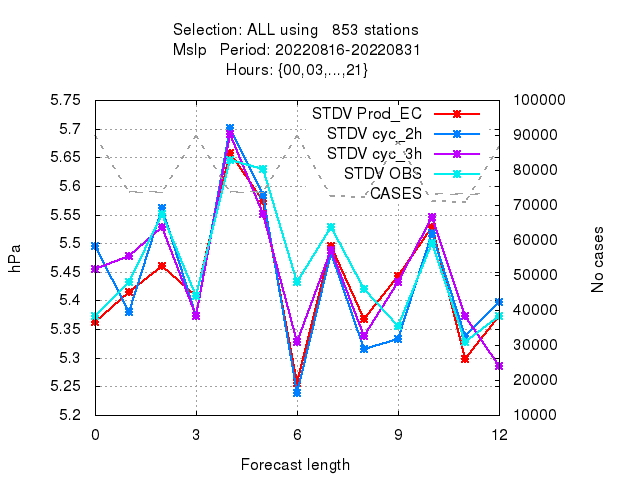 Selection: ALL using   853 stations
Mslp   Period: 20220816-20220831
Hours: {00,03,...,21}
5.75
5.7
5.65
5.6
5.55
5.5
5.45
5.4
5.35
5.3
5.25
5.2
hPa
STDV Prod_EC
STDV cyc_2h
STDV cyc_3h
STDV OBS
CASES
100000
90000
80000
70000
60000
50000
40000
30000
20000
10000
No cases
0 3 6 9 12
Forecast length